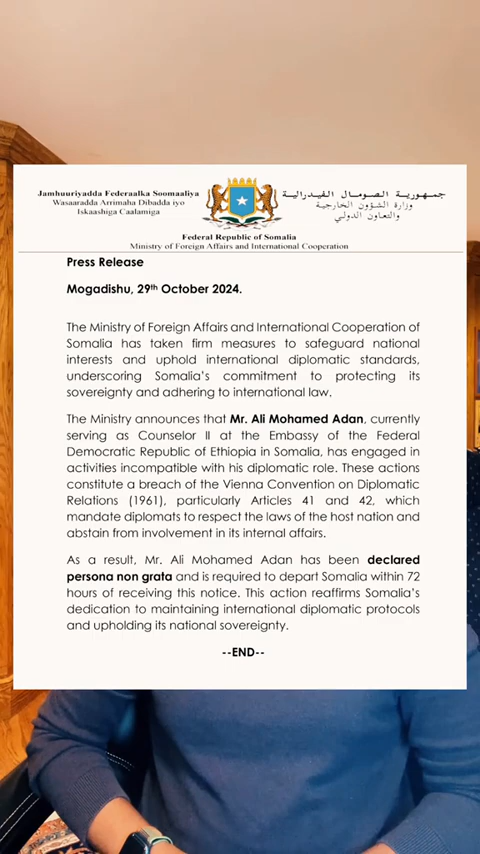 Jamhuuriyadda Federaalka Soomaaliya
Wasaaradda Arrimaha Dibadda iyo
Iskaashiga Caalamiga
جمهورية الصومال الفيدرالية
وزارة الشؤون الخارجية
والتعاون الدولي
Federal Republic of Somalia
Ministry of Foreign Affairs and International Cooperation
Press Release
Mogadishu, 29th October 2024.
The Ministry of Foreign Affairs and International Cooperation of
Somalia has taken firm measures to safeguard national
interests and uphold international diplomatic standards,
underscoring Somalia's commitment to protecting its
sovereignty and adhering to international law.
The Ministry announces that Mr. Ali Mohamed Adan, currently
serving as Counselor II at the Embassy of the Federal
Democratic Republic of Ethiopia in Somalia, has engaged in
activities incompatible with his diplomatic role. These actions
constitute a breach of the Vienna Convention on Diplomatic
Relations (1961), particularly Articles 41 and 42, which
mandate diplomats to respect the laws of the host nation and
abstain from involvement in its internal affairs.
As a result, Mr. Ali Mohamed Adan has been declared
persona non grata and is required to depart Somalia within 72
hours of receiving this notice. This action reaffirms Somalia's
dedication to maintaining international diplomatic protocols
and upholding its national sovereignty.
--END--